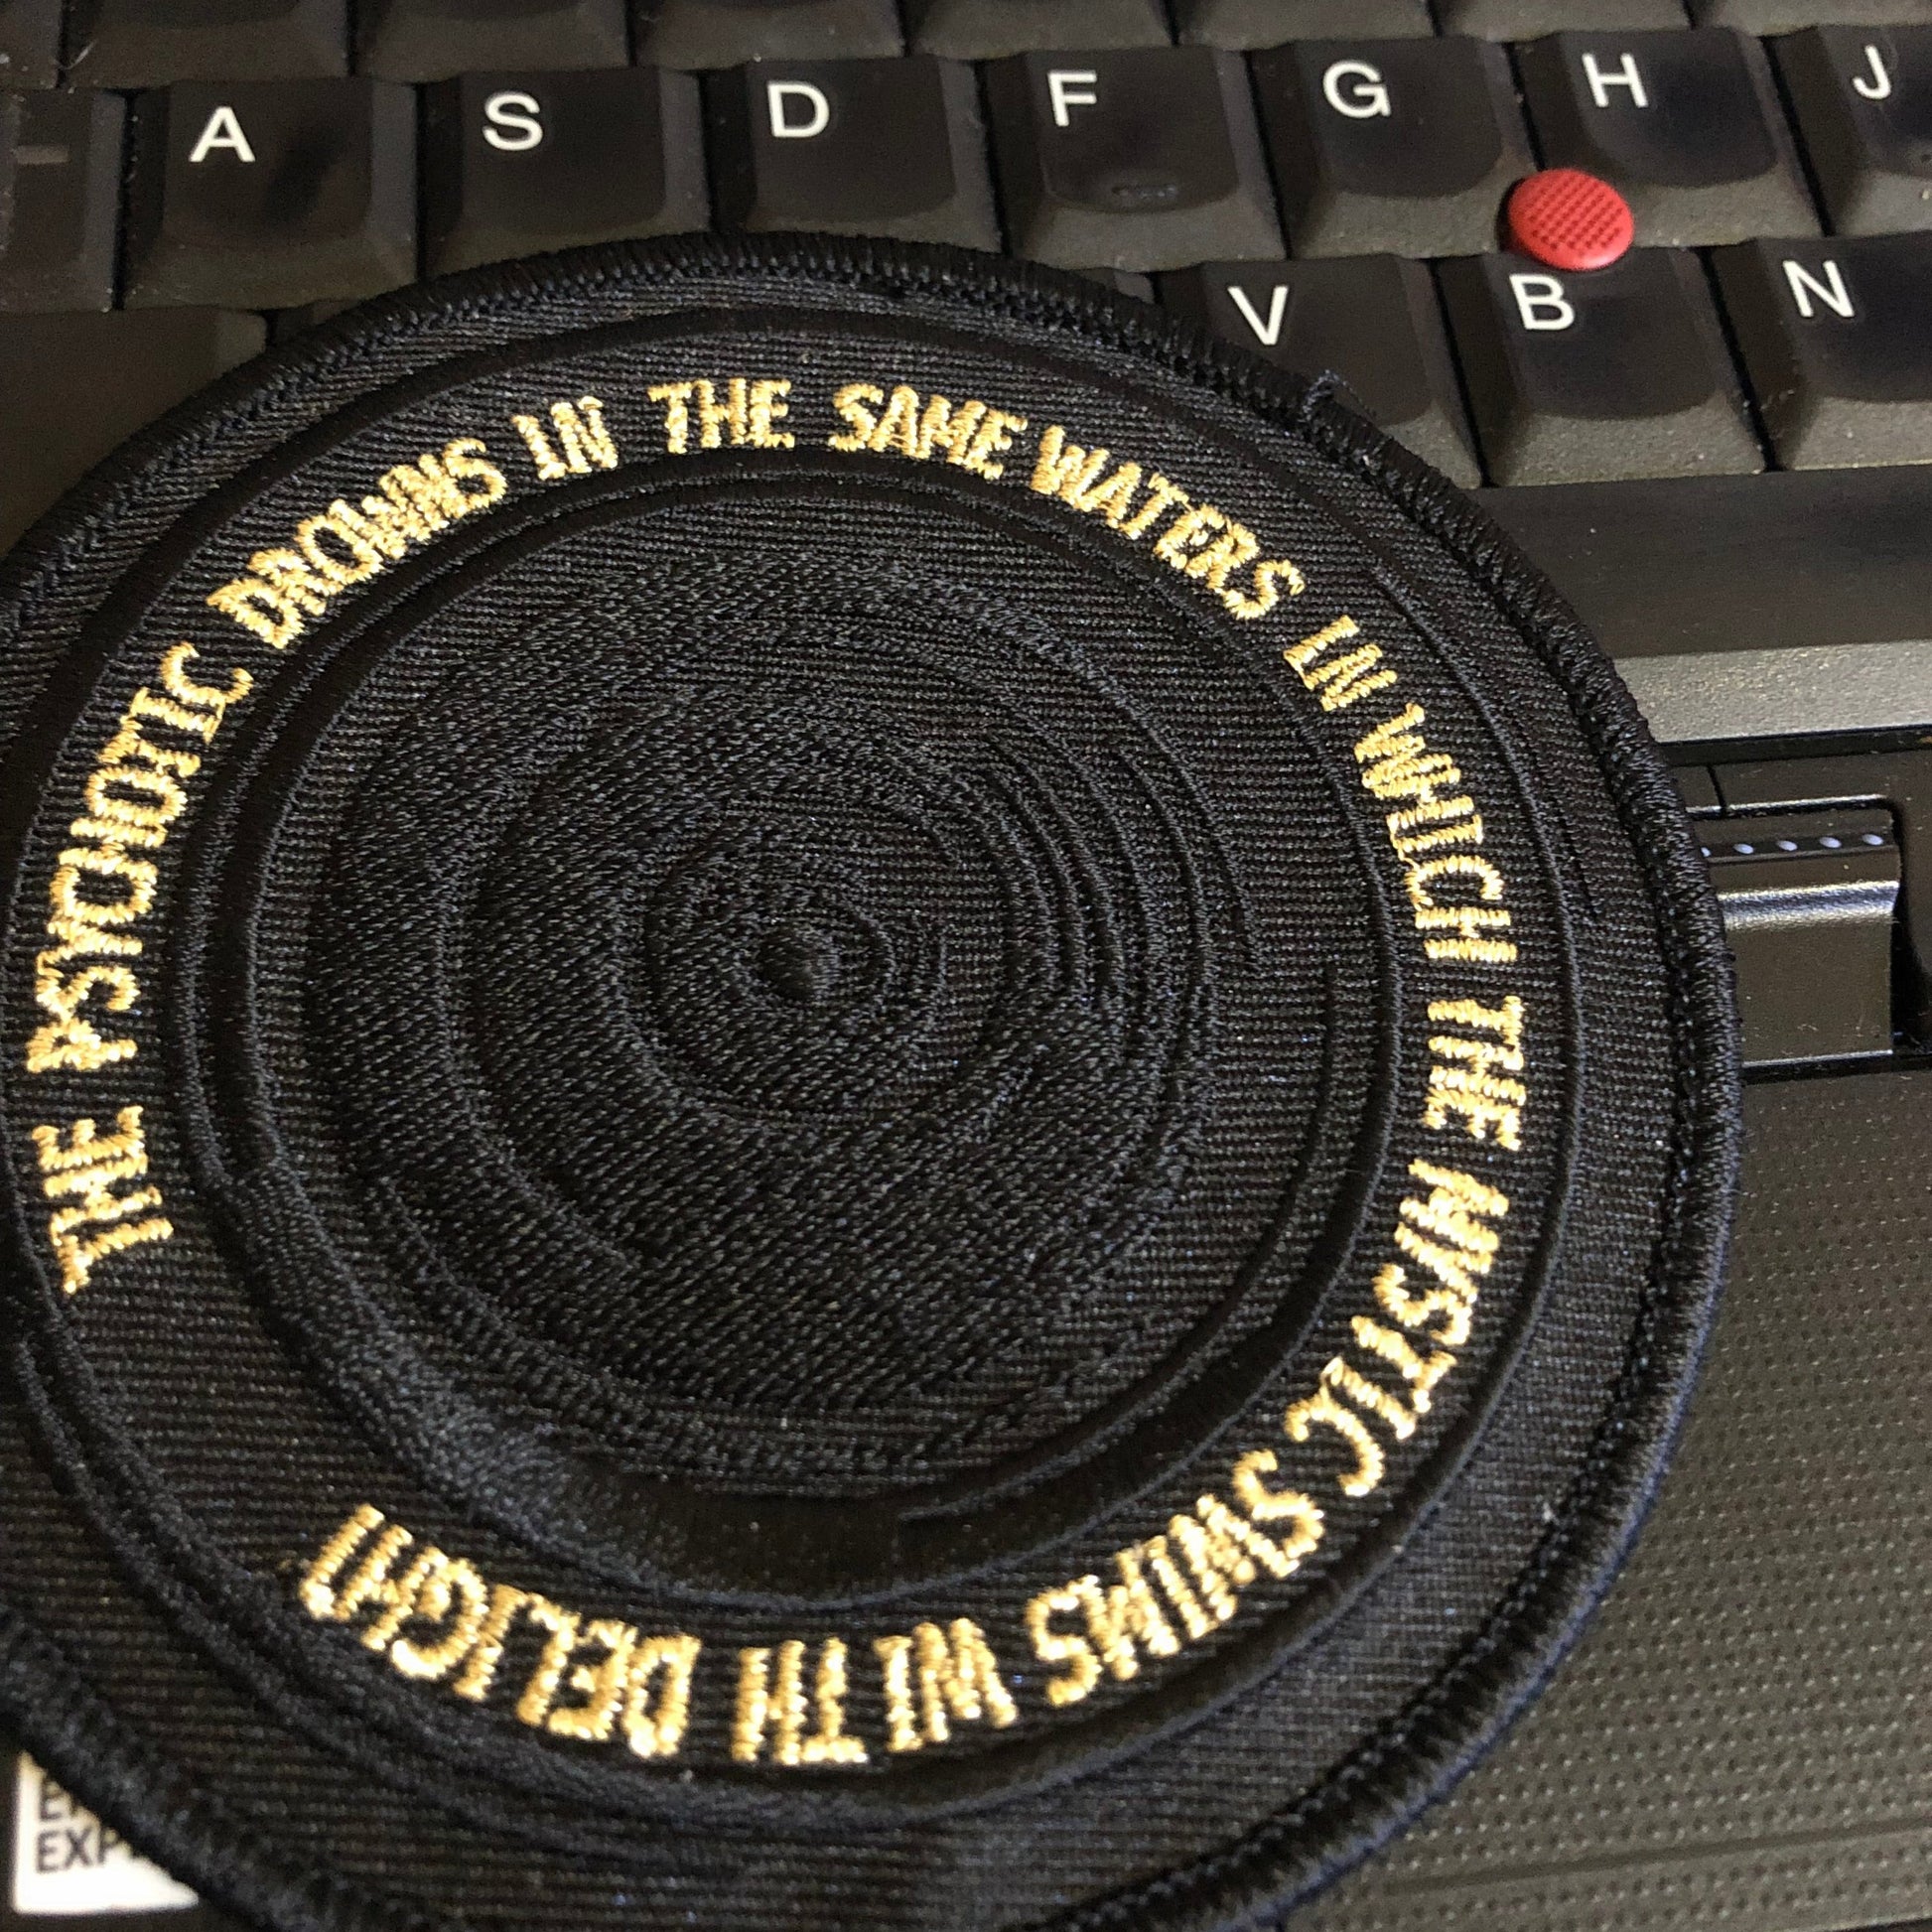 A S D F G H J
V B N
THE PSYCHOTIC DROWNS IN THE SAME WATERS IN WHICH THE MYSTIC SWIMS WITH DELIGHT